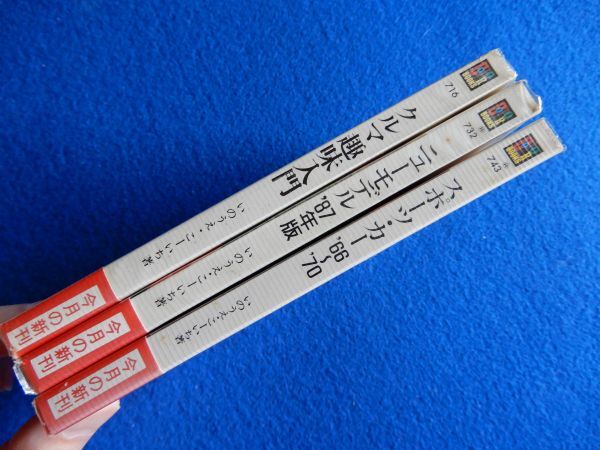 716
クルマ趣味入門
いのうえ・こーいち著
今月の新刊
732
ニューモデル'87年版
いのうえ・こーいち著
今月の新刊
743
スポーツ・カー'66〜'70
いのうえ・こーいち著
今月の新刊